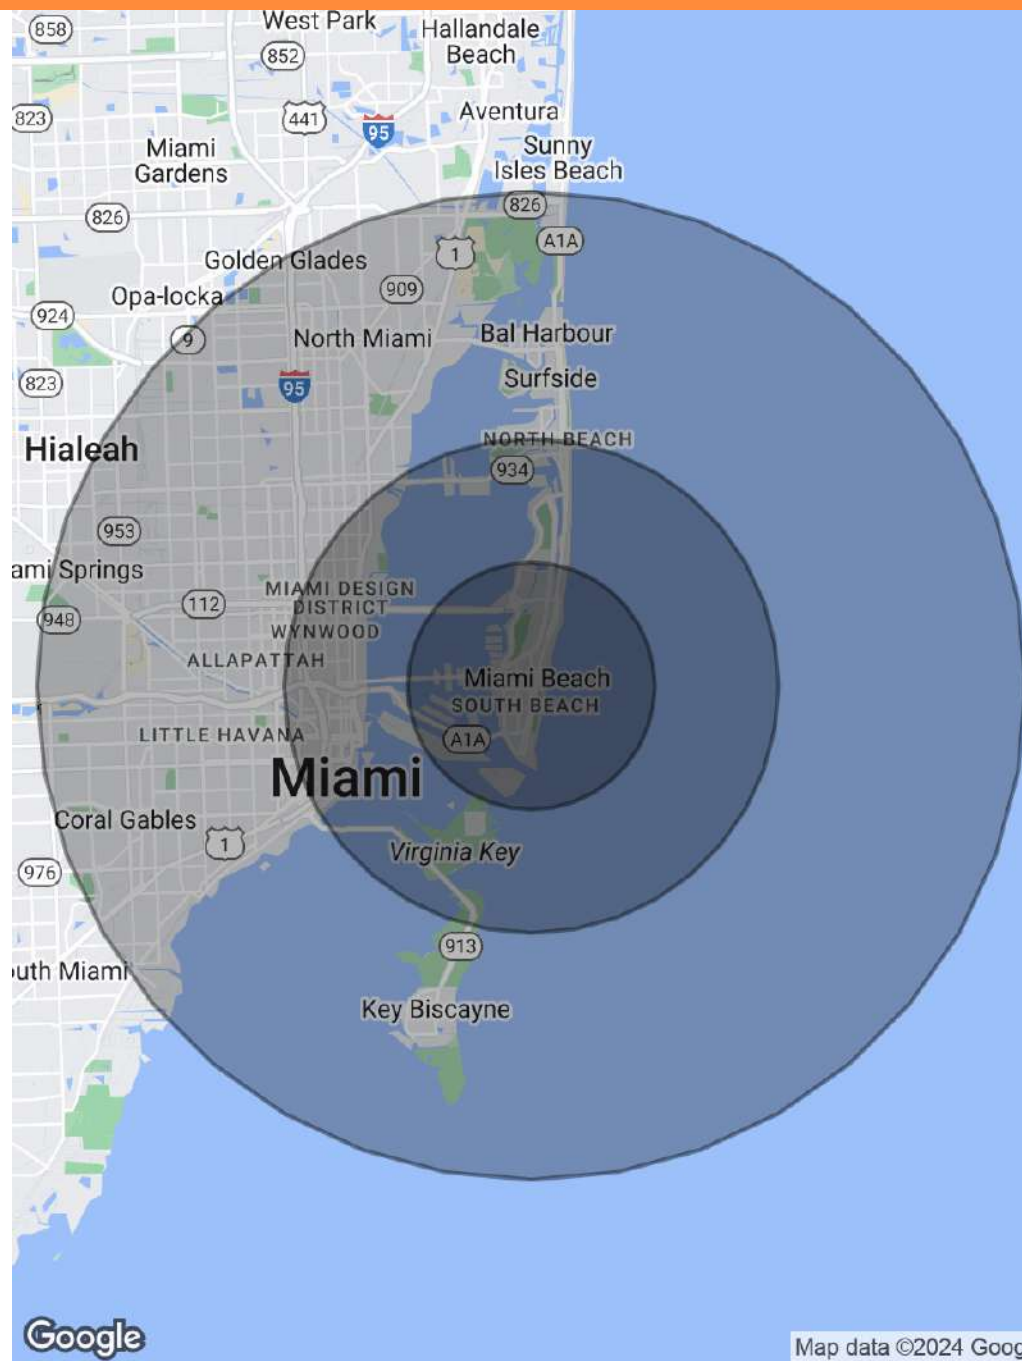 West Park
Hallandale
Beach
858
852
823
441
95
Aventura
Miami
Gardens
Sunny
Isles Beach
826
826
A1A
1
Golden Glades
909
Opa-locka
924
9
North Miami
Bal Harbour
823
95
Surfside
Hialeah
NORTH BEACH
934
953
ami Springs
MIAMI DESIGN
DISTRICT
112
948
WYNWOOD
ALLAPATTAH
Miami Beach
SOUTH BEACH
LITTLE HAVANA
A1A
Miami
Coral Gables
1
Virginia Key
976
913
uth Miami
Key Biscayne
Google
Map data ©2024 Goog